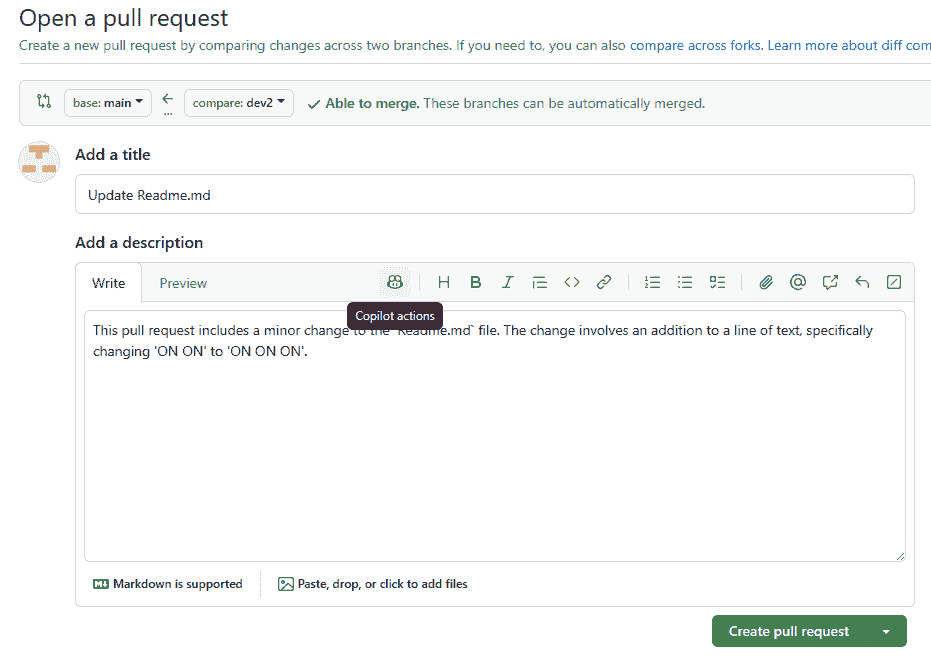 Open a pull request
Create a new pull request by comparing changes across two branches. If you need to, you can also compare across forks. Learn more about diff com
base: main
compare: dev2
Able to merge. These branches can be automatically merged.
Add a title
Update Readme.md
Add a description
Write Preview H B I
Copilot actions
This pull request includes a minor change to the `Readme.md` file. The change involves an addition to a line of text, specifically
changing 'ON ON' to 'ON ON ON'.
Markdown is supported
Paste, drop, or click to add files
Create pull request